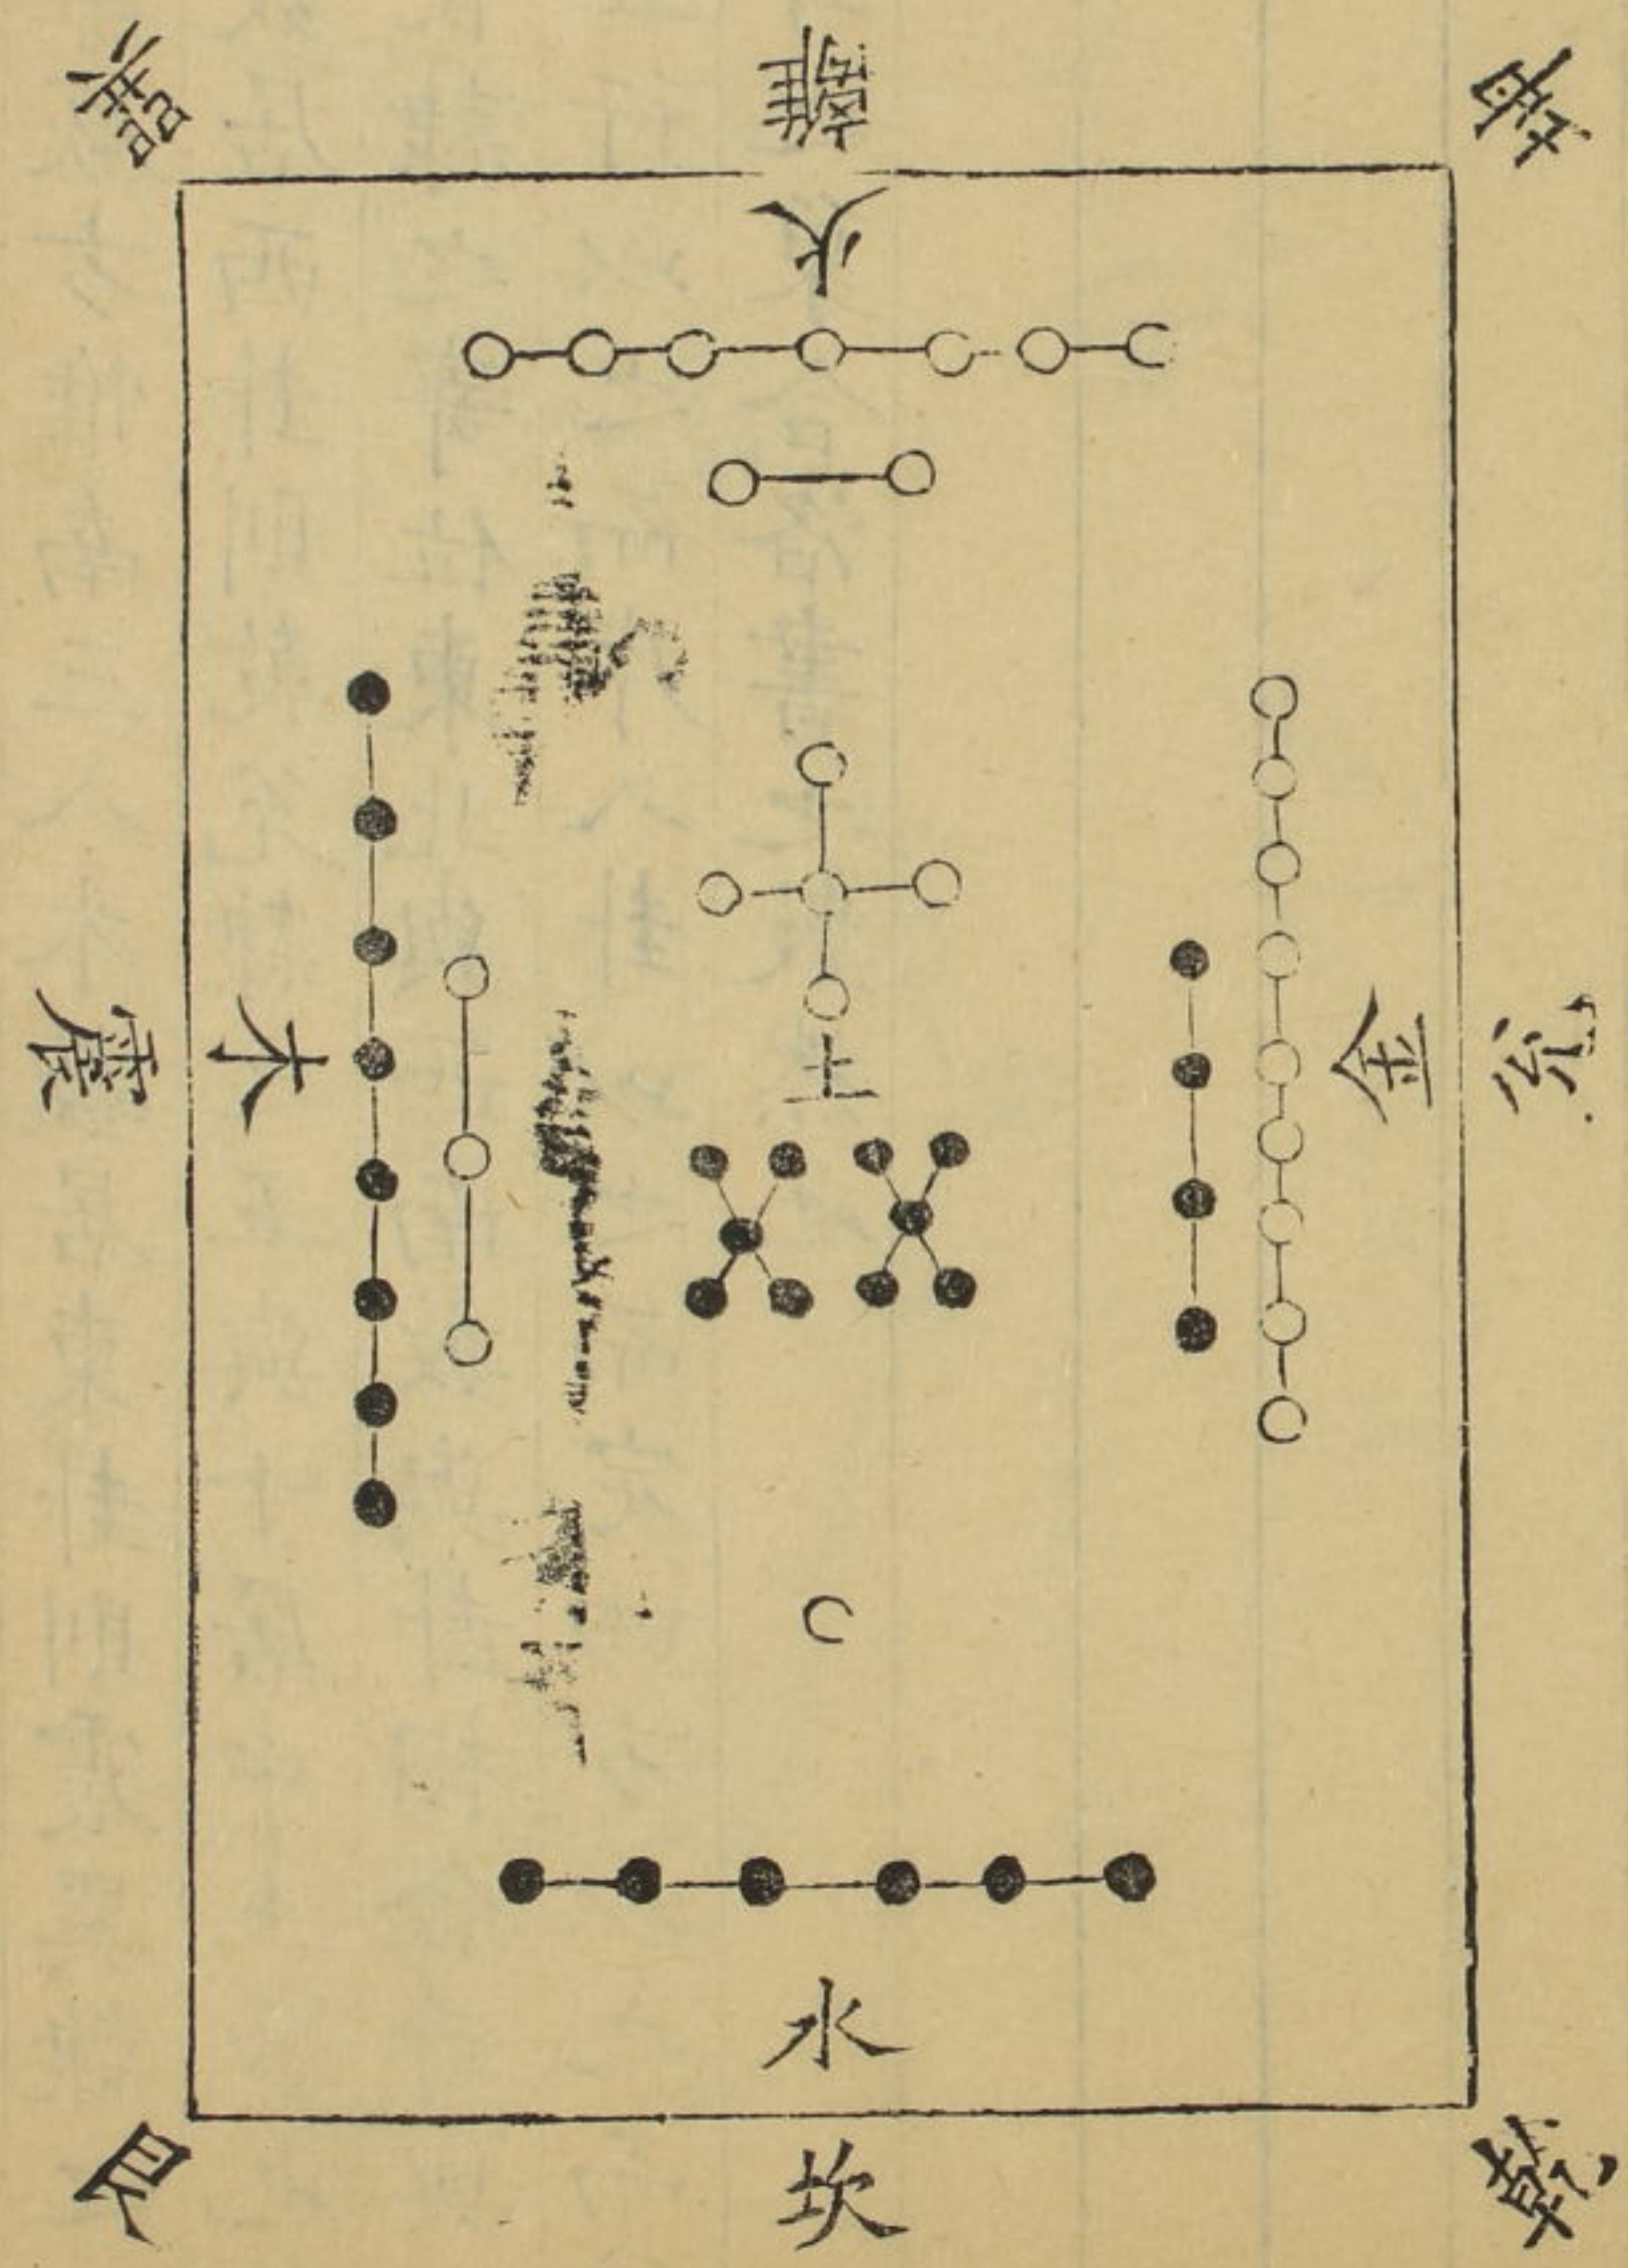 巽
離
坤
火
震
木
土
金
兌
水
艮
坎
乾